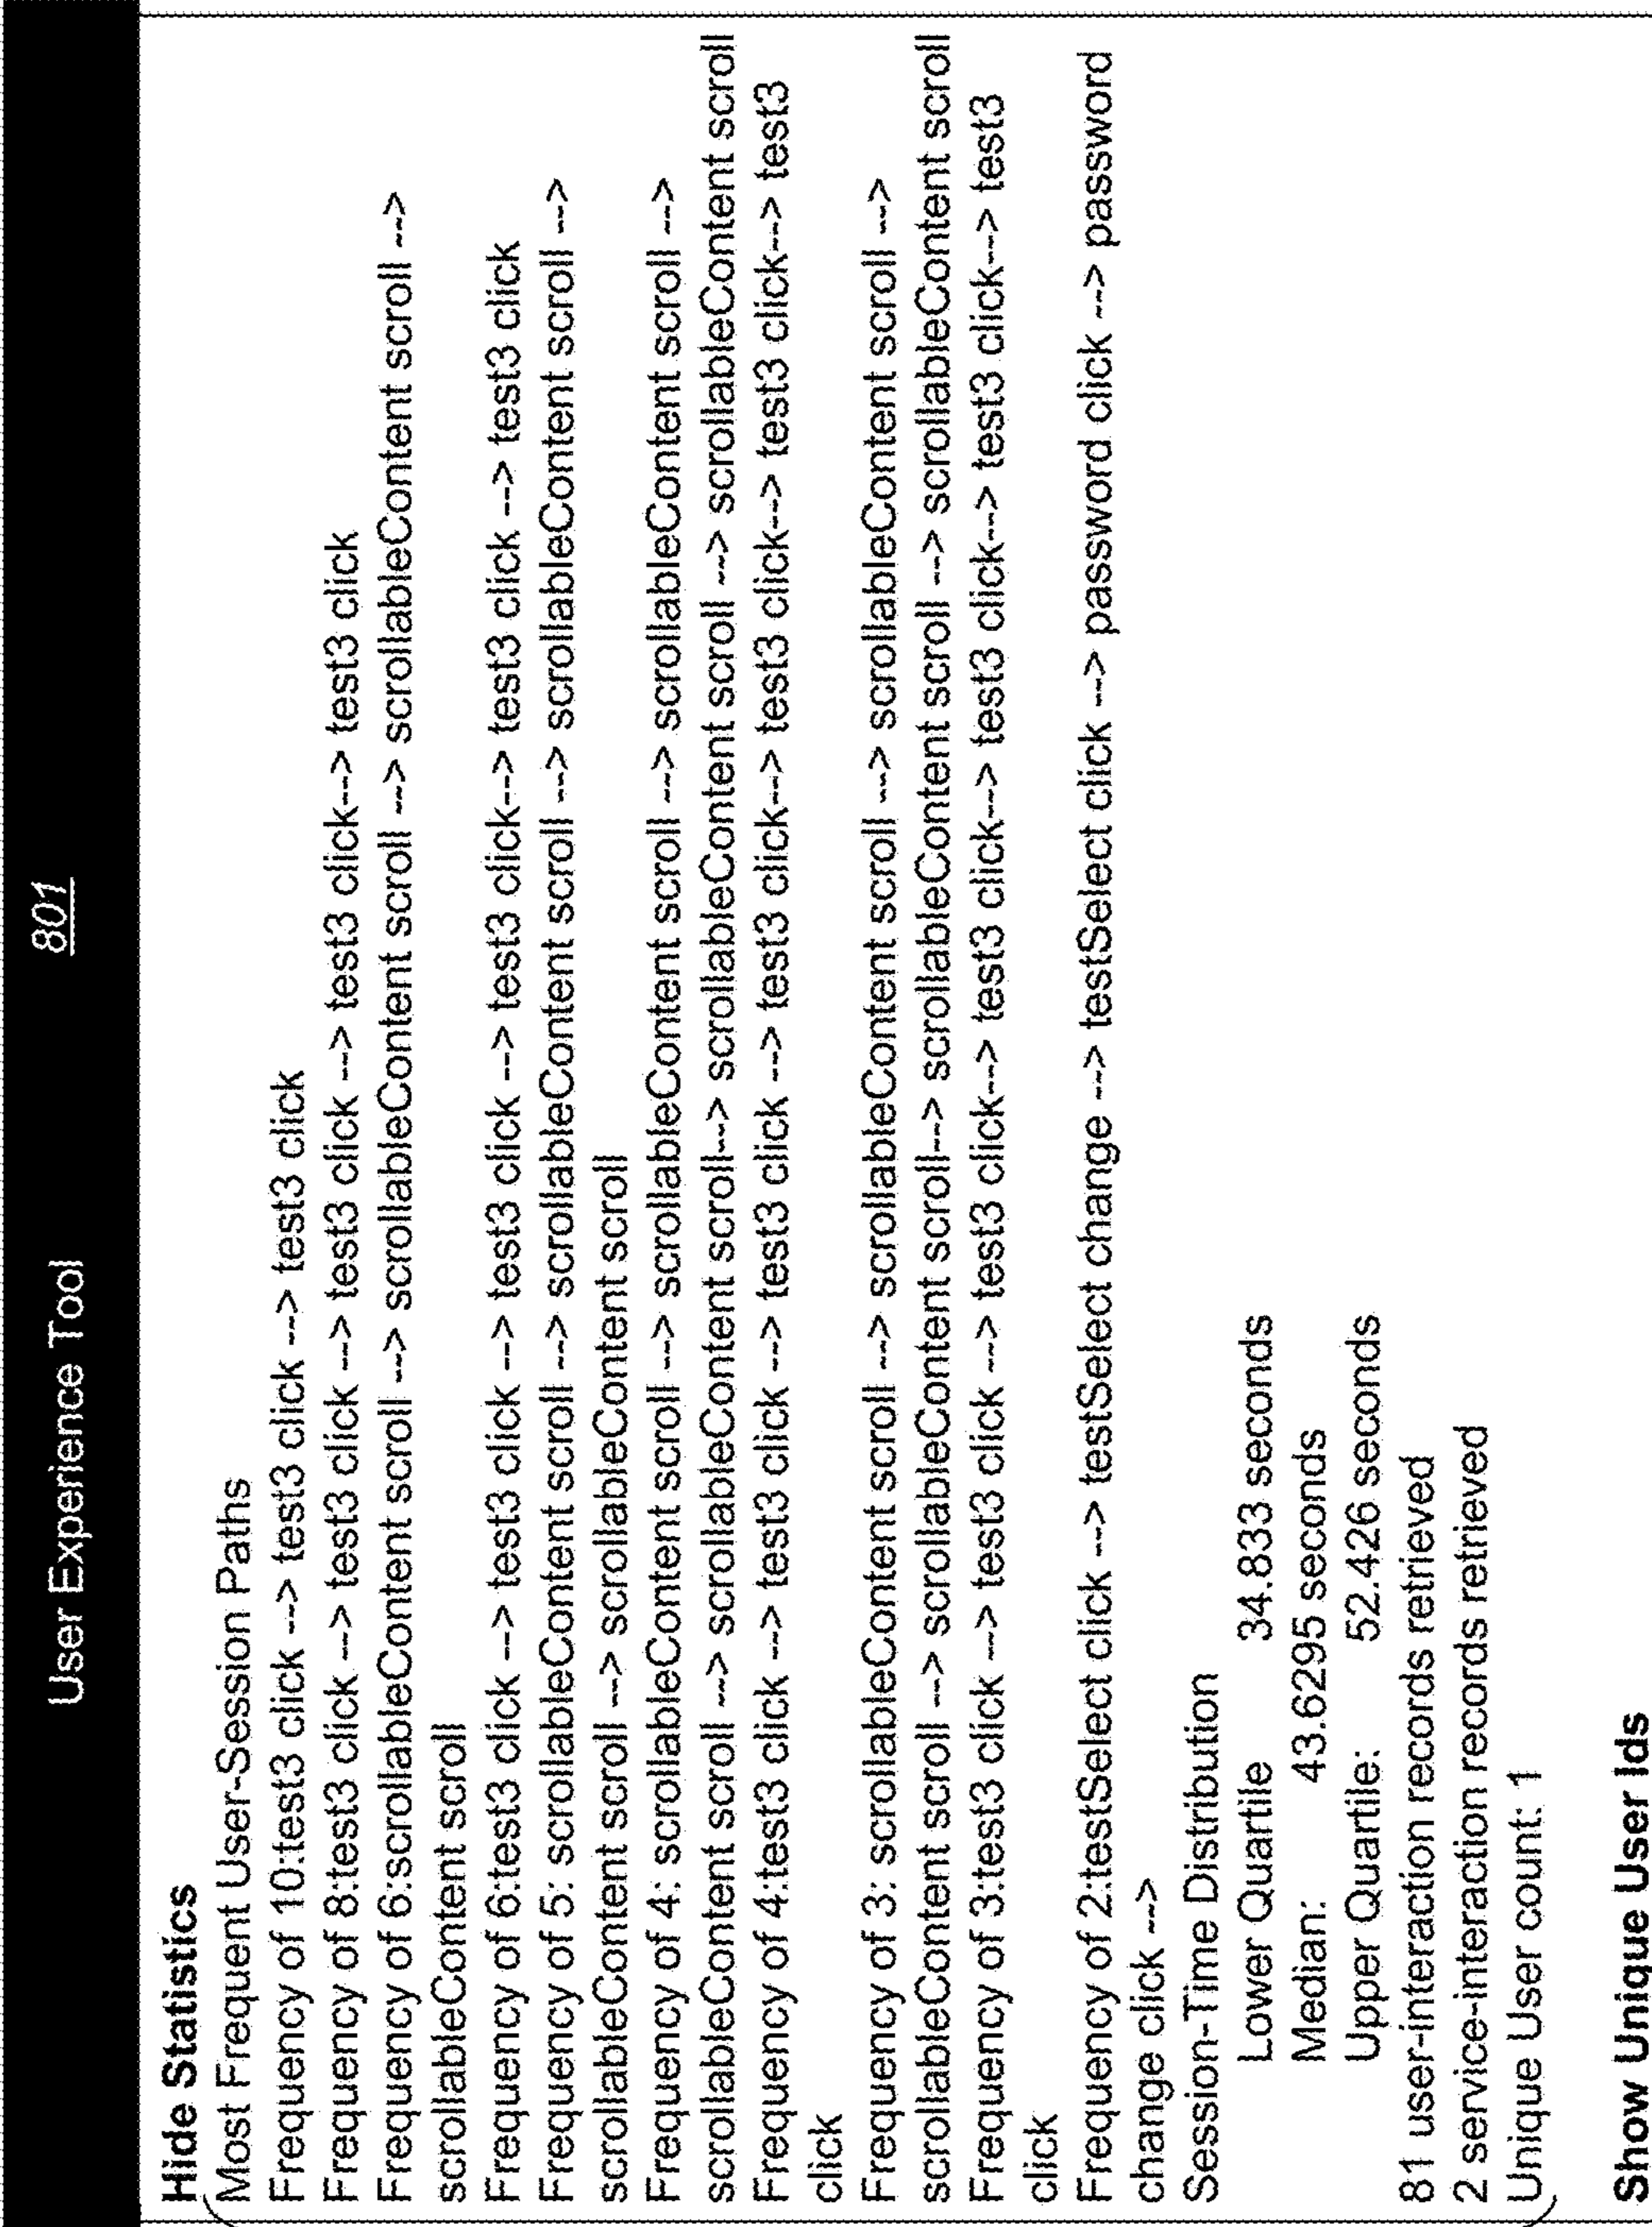 User Experience Tool 801
Hide Statistics
Most Frequent User-Session Paths
Frequency of 10:test3 click --> test3 click --> test3 click
Frequency of 8:test3 click --> test3 click --> test3 click --> test3 click--> test3 click
Frequency of 6:scrollableContent scroll --> scrollableContent scroll --> scrollableContent scroll -->
scrollableContent scroll
Frequency of 6:test3 click --> test3 click --> test3 click --> test3 click--> test3 click --> test3 click
Frequency of 5: scrollableContent scroll --> scrollableContent scroll --> scrollableContent scroll -->
scrollableContent scroll --> scrollableContent scroll
Frequency of 4: scrollableContent scroll --> scrollableContent scroll --> scrollableContent scroll -->
scrollableContent scroll --> scrollableContent scroll--> scrollableContent scroll --> scrollableContent scroll
Frequency of 4:test3 click --> test3 click --> test3 click --> test3 click--> test3 click--> test3 click--> test3
click
Frequency of 3: scrollableContent scroll --> scrollableContent scroll --> scrollableContent scroll -->
scrollableContent scroll --> scrollableContent scroll--> scrollableContent scroll --> scrollableContent scroll
Frequency of 3:test3 click --> test3 click --> test3 click--> test3 click--> test3 click--> test3 click--> test3
click
Frequency of 2:testSelect click --> testSelect change --> testSelect click --> password click --> password
change click -->
Session-Time Distribution
Lower Quartile 34.833 seconds
Median: 43.6295 seconds
Upper Quartile: 52.426 seconds
81 user-interaction records retrieved
2 service-interaction records retrieved
Unique User count: 1
Show Unique User Ids